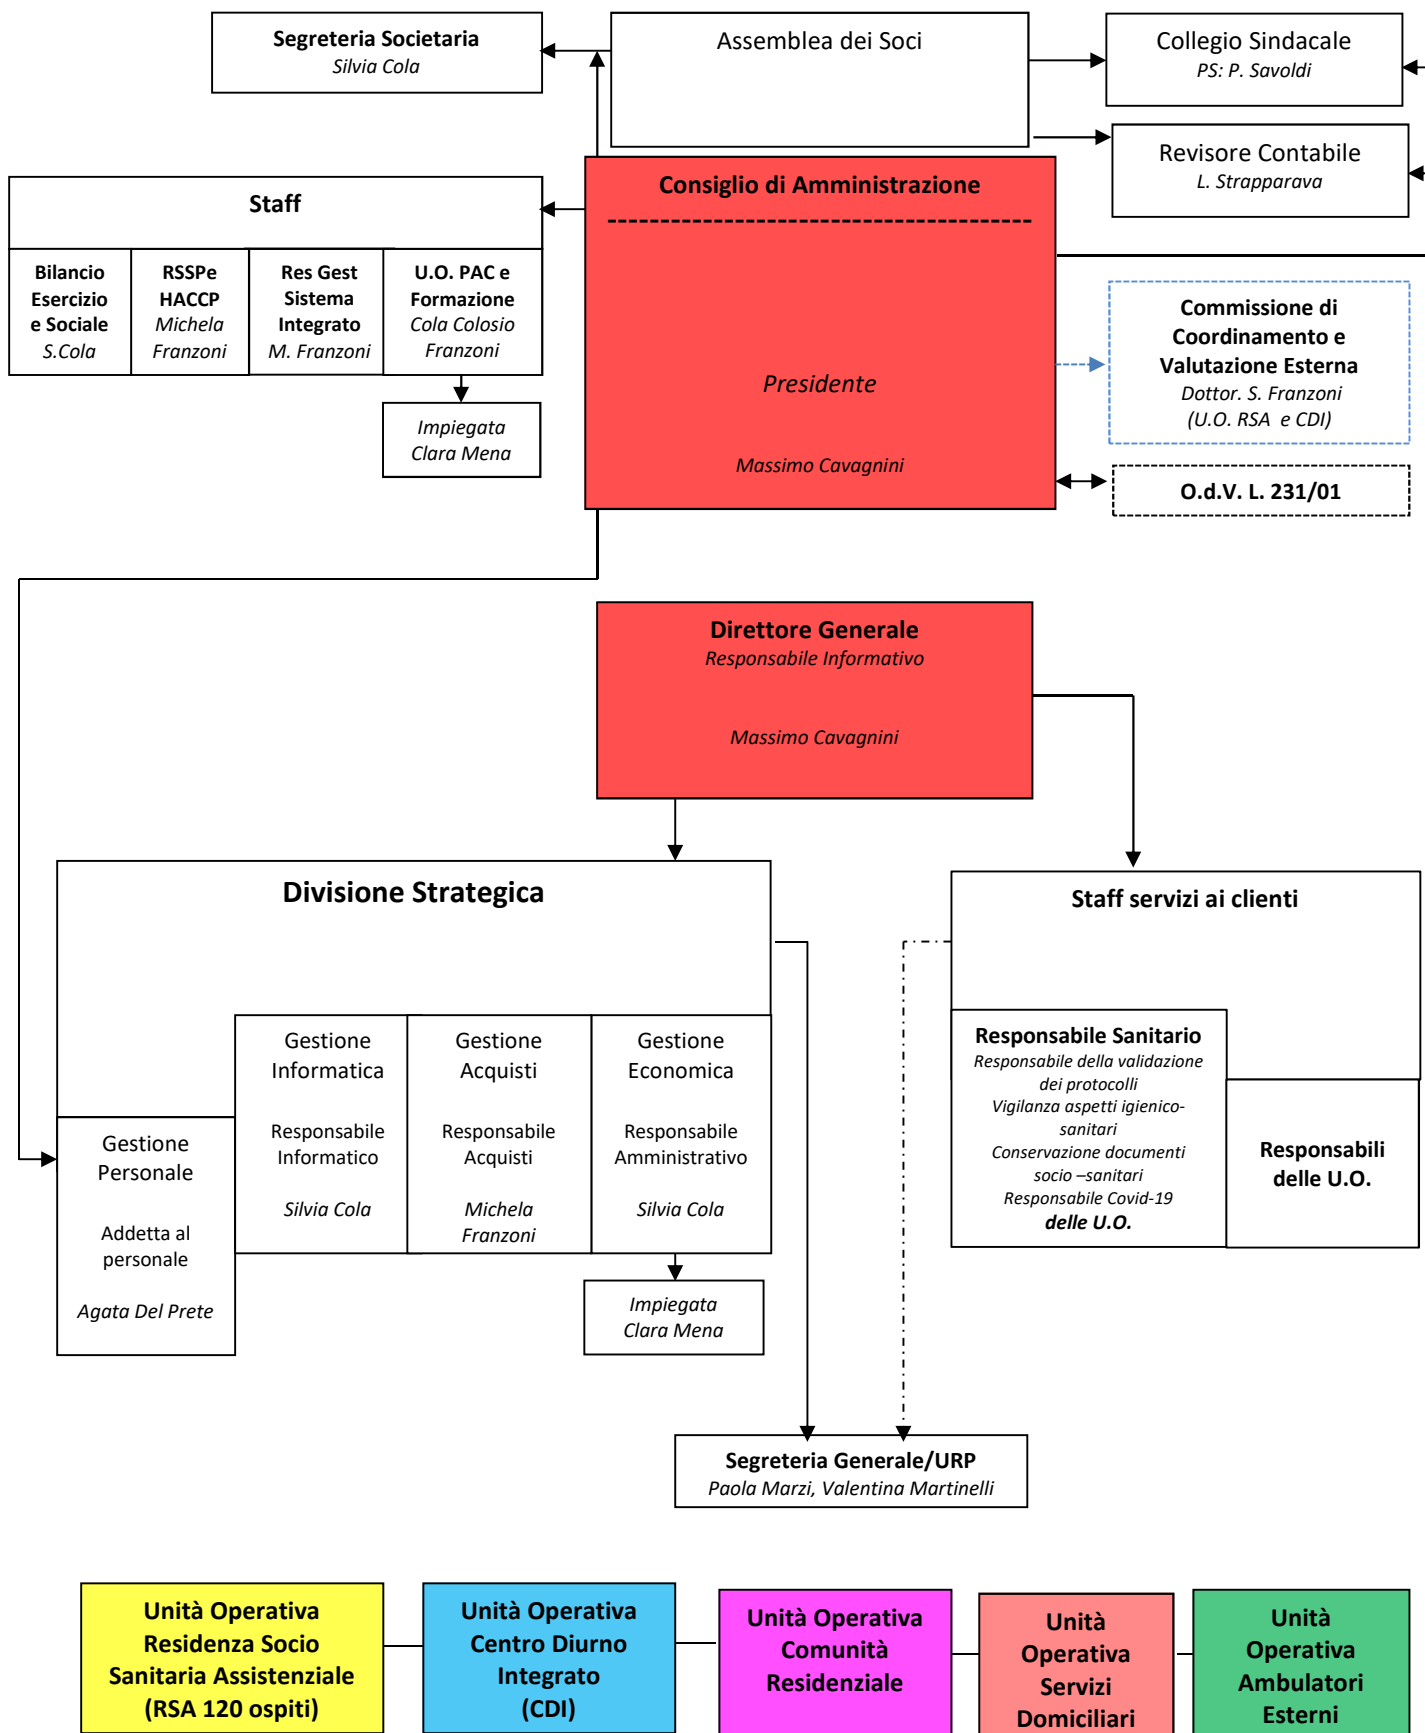 Segreteria Societaria
Silvia Cola
Assemblea dei Soci
Collegio Sindacale
PS: P. Savoldi
Revisore Contabile
L. Strapparava
Consiglio di Amministrazione
Presidente
Massimo Cavagnini
Staff
Bilancio
Esercizio
e Sociale
S.Cola
RSSPe
HACCP
Michela
Franzoni
Res Gest
Sistema
Integrato
M. Franzoni
U.O. PAC e
Formazione
Cola Colosio
Franzoni
Impiegata
Clara Mena
Commissione di
Coordinamento e
Valutazione Esterna
Dottor. S. Franzoni
(U.O. RSA e CDI)
O.d.V. L. 231/01
Direttore Generale
Responsabile Informativo
Massimo Cavagnini
Divisione Strategica
Gestione
Personale
Addetta al
personale
Agata Del Prete
Gestione
Informatica
Responsabile
Informatico
Silvia Cola
Gestione
Acquisti
Responsabile
Acquisti
Michela
Franzoni
Gestione
Economica
Responsabile
Amministrativo
Silvia Cola
Impiegata
Clara Mena
Staff servizi ai clienti
Responsabile Sanitario
Responsabile della validazione
dei protocolli
Vigilanza aspetti igienico-
sanitari
Conservazione documenti
socio –sanitari
Responsabile Covid-19
delle U.O.
Responsabili
delle U.O.
Segreteria Generale/URP
Paola Marzi, Valentina Martinelli
Unità Operativa
Residenza Socio
Sanitaria Assistenziale
(RSA 120 ospiti)
Unità Operativa
Centro Diurno
Integrato
(CDI)
Unità Operativa
Comunità
Residenziale
Unità
Operativa
Servizi
Domiciliari
Unità
Operativa
Ambulatori
Esterni